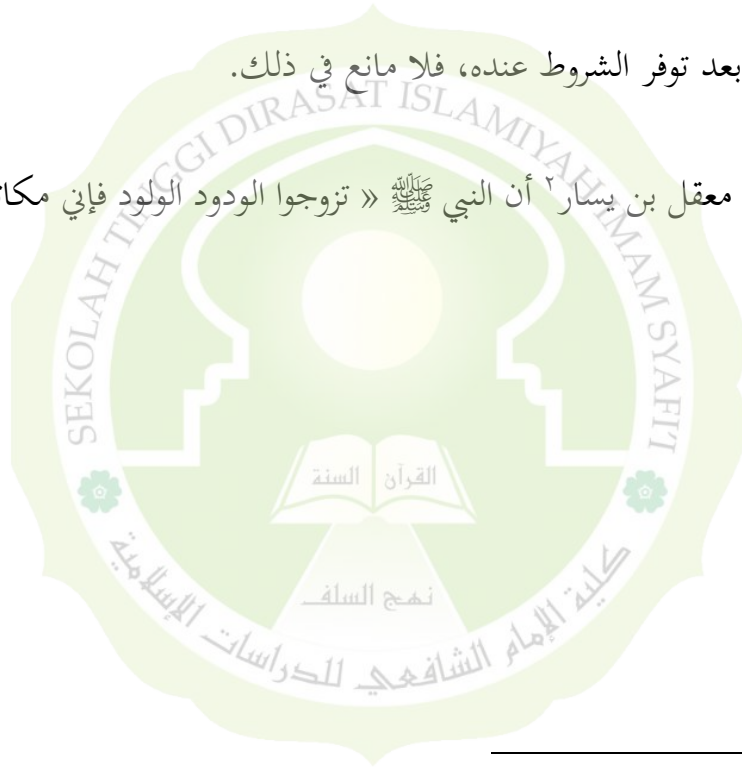 بعد توفر الشروط عنده، فلا مانع في ذلك.
معقل بن يسار٢ أن النبي ﷺ « تزوجوا الودود الولود فإني
SEKOLAH TINGGI DIRASAT ISLAMIYAH IMAM SYAFI'I
القرآن السنة
نهج السلف
كلية الإمام الشافعي للدراسات الإسلامية